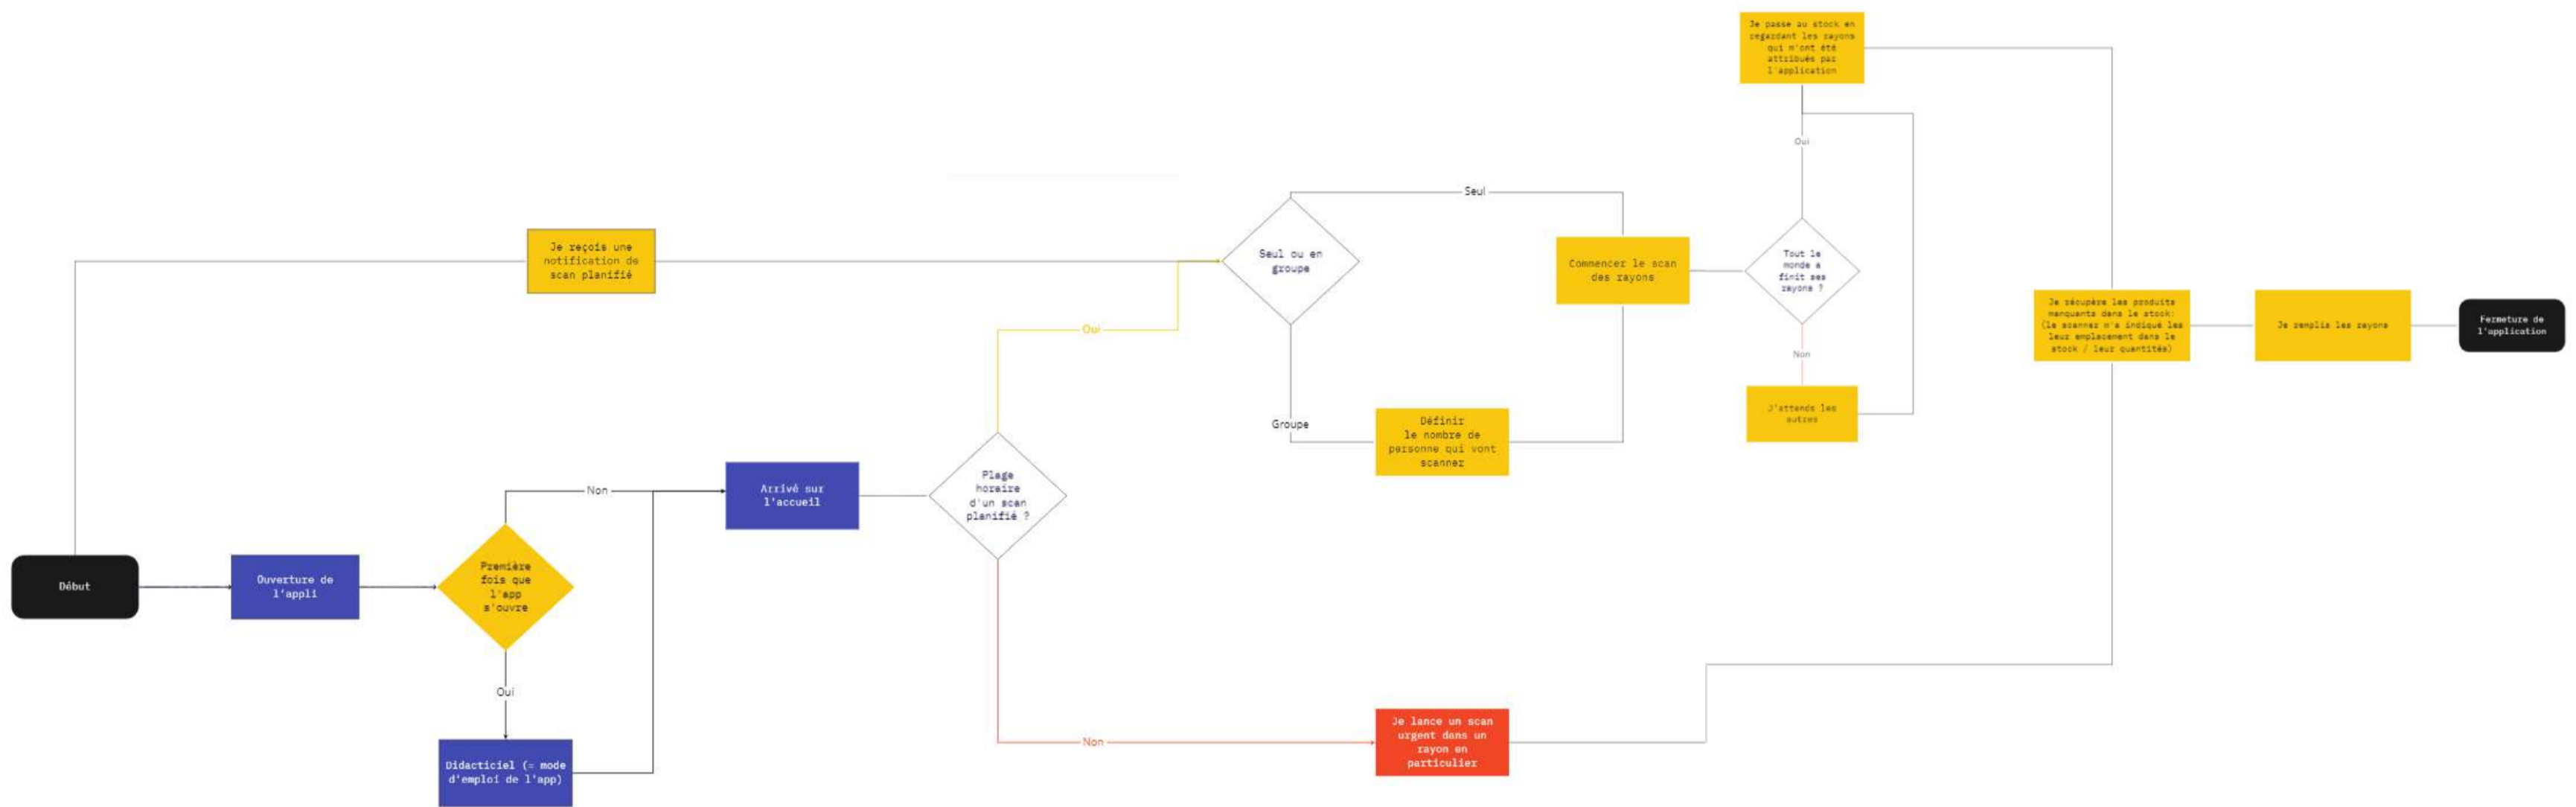 Je passe au stock en
regardant les rayons
qui m'ont été
attribués par
l'application
Oui
Seul
Je reçois une
notification de
scan planifié
Seul ou en
groupe
Commencer le scan
des rayons
Tout le
monde a
finit ses
rayons ?
Je récupère les produits
manquants dans le stock:
(le scanner m'a indiqué les
leur emplacement dans le
stock / leur quantités)
Je remplis les rayons
Fermeture de
l'application
Oui
Non
J'attends les
autres
Groupe
Définir
le nombre de
personne qui vont
scanner
Plage
horaire
d'un scan
planifié ?
Arrivé sur
l'accueil
Non
Début
Ouverture de
l'appli
Première
fois que
l'app
s'ouvre
Oui
Didacticiel (= mode
d'emploi de l'app)
Non
Je lance un scan
urgent dans un
rayon en
particulier